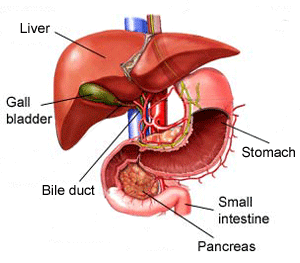 Liver
Gall
bladder
Bile duct
Stomach
Small
intestine
Pancreas